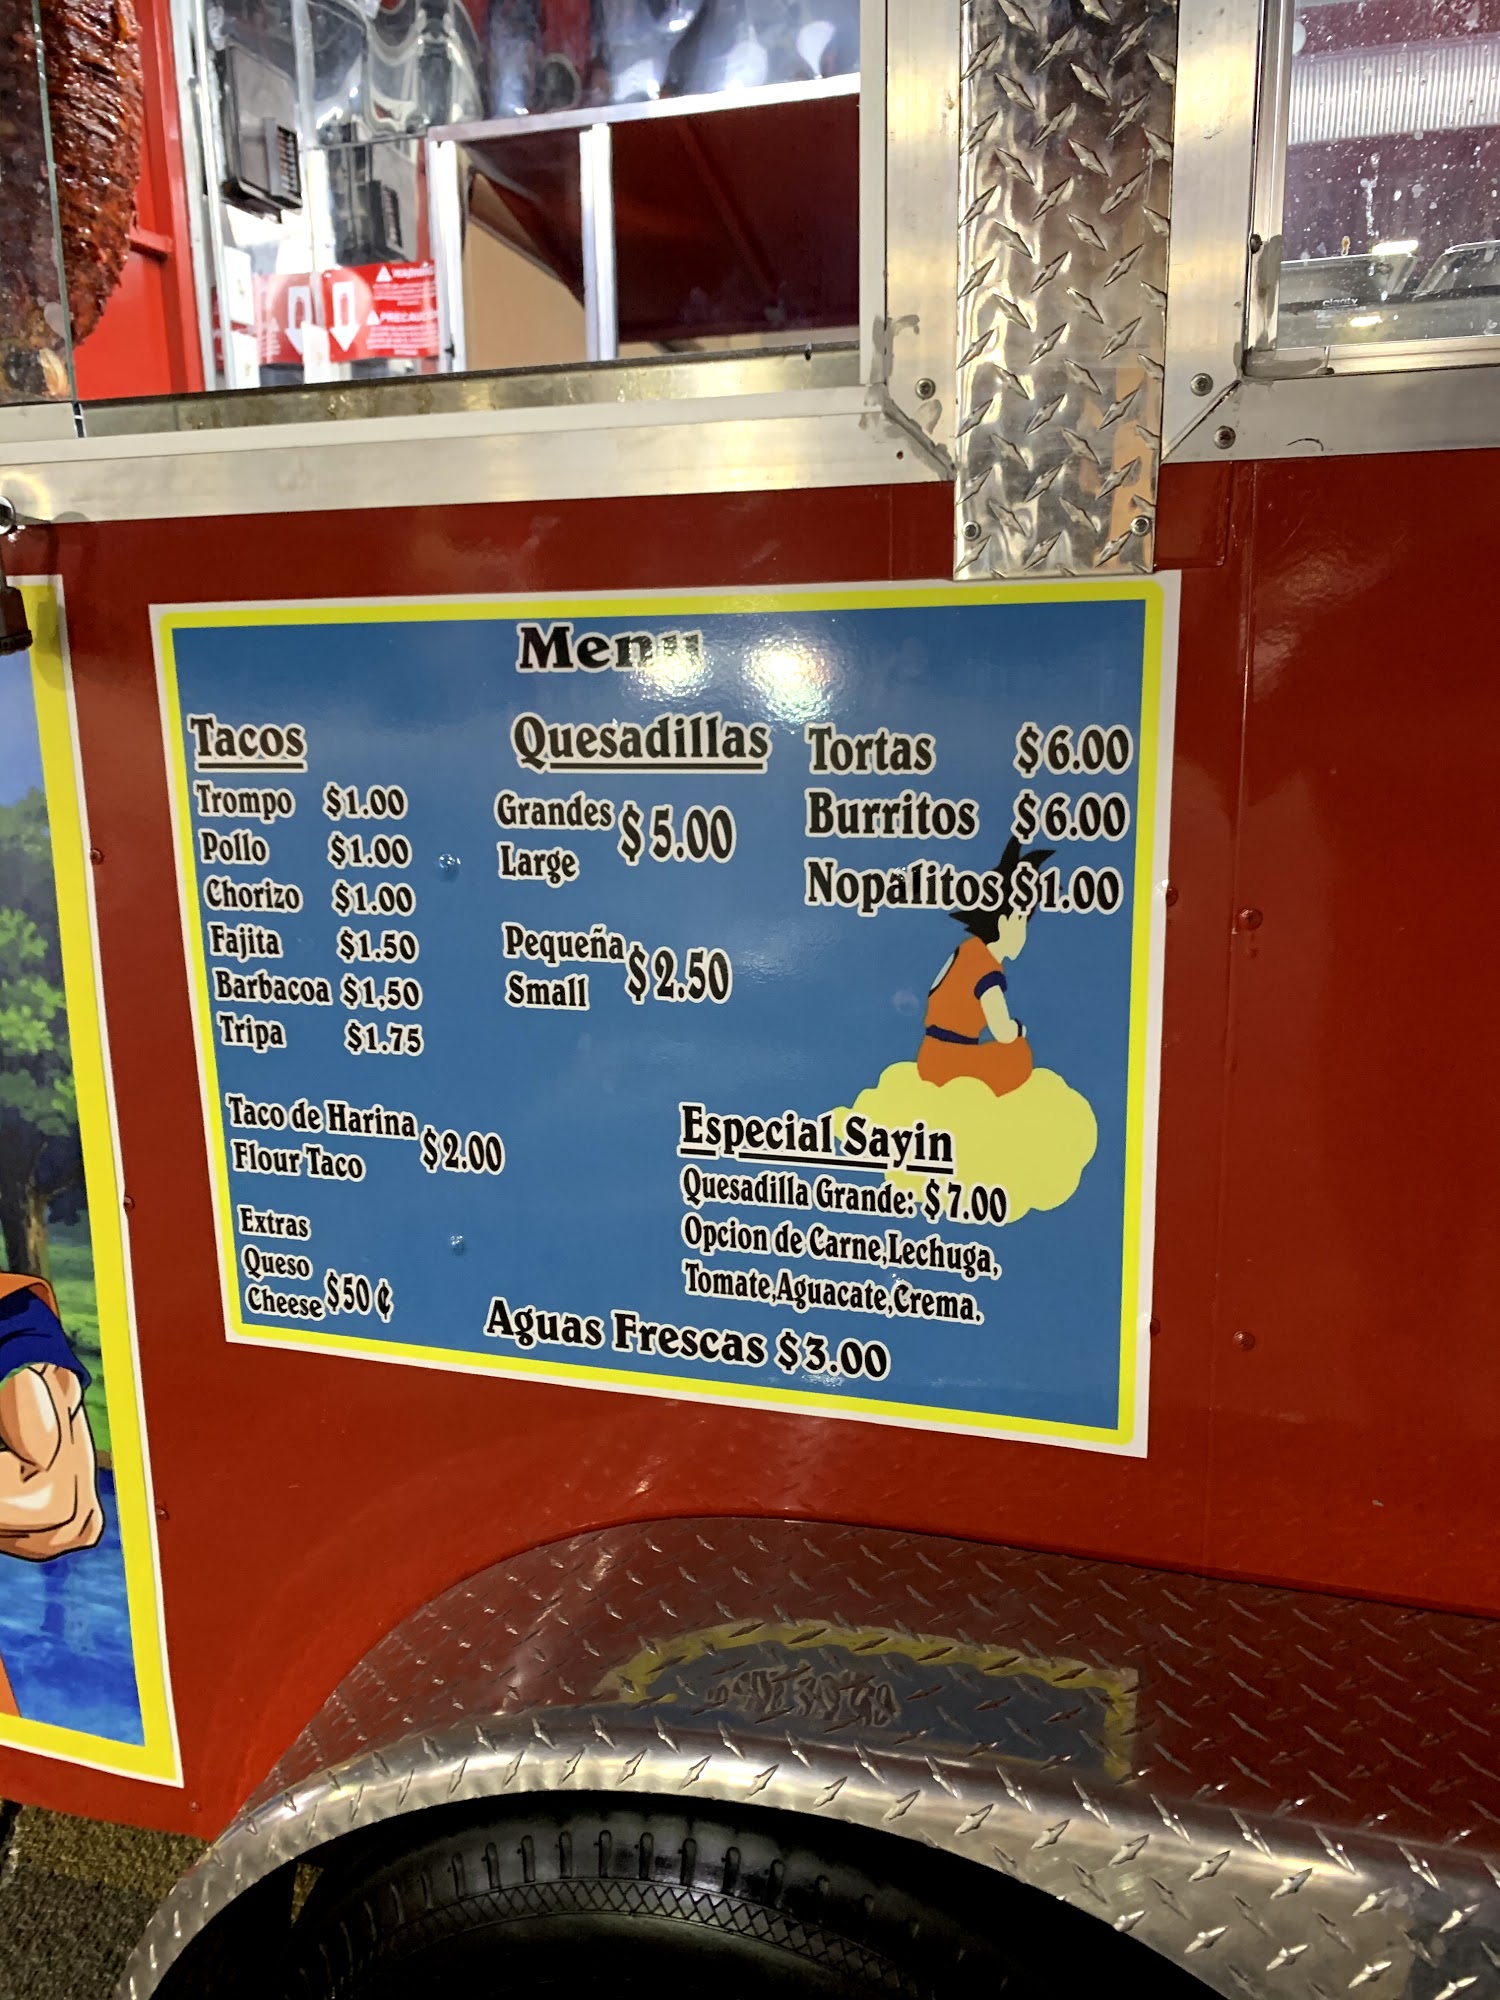 WARNING
PRECAUC
Menu
Tacos
Trompo $1.00
Pollo $1.00
Chorizo $1.00
Fajita $1.50
Barbacoa $1,50
Tripa $1.75
Taco de Harina
Flour Taco $2.00
Extras
Queso
Cheese $50¢
Quesadillas
Grandes
Large $5.00
Pequeña
Small $2.50
Tortas $6.00
Burritos $6.00
Nopalitos $1.00
Especial Sayin
Quesadilla Grande: $7.00
Opcion de Carne,Lechuga,
Tomate,Aguacate,Crema.
Aguas Frescas $3.00